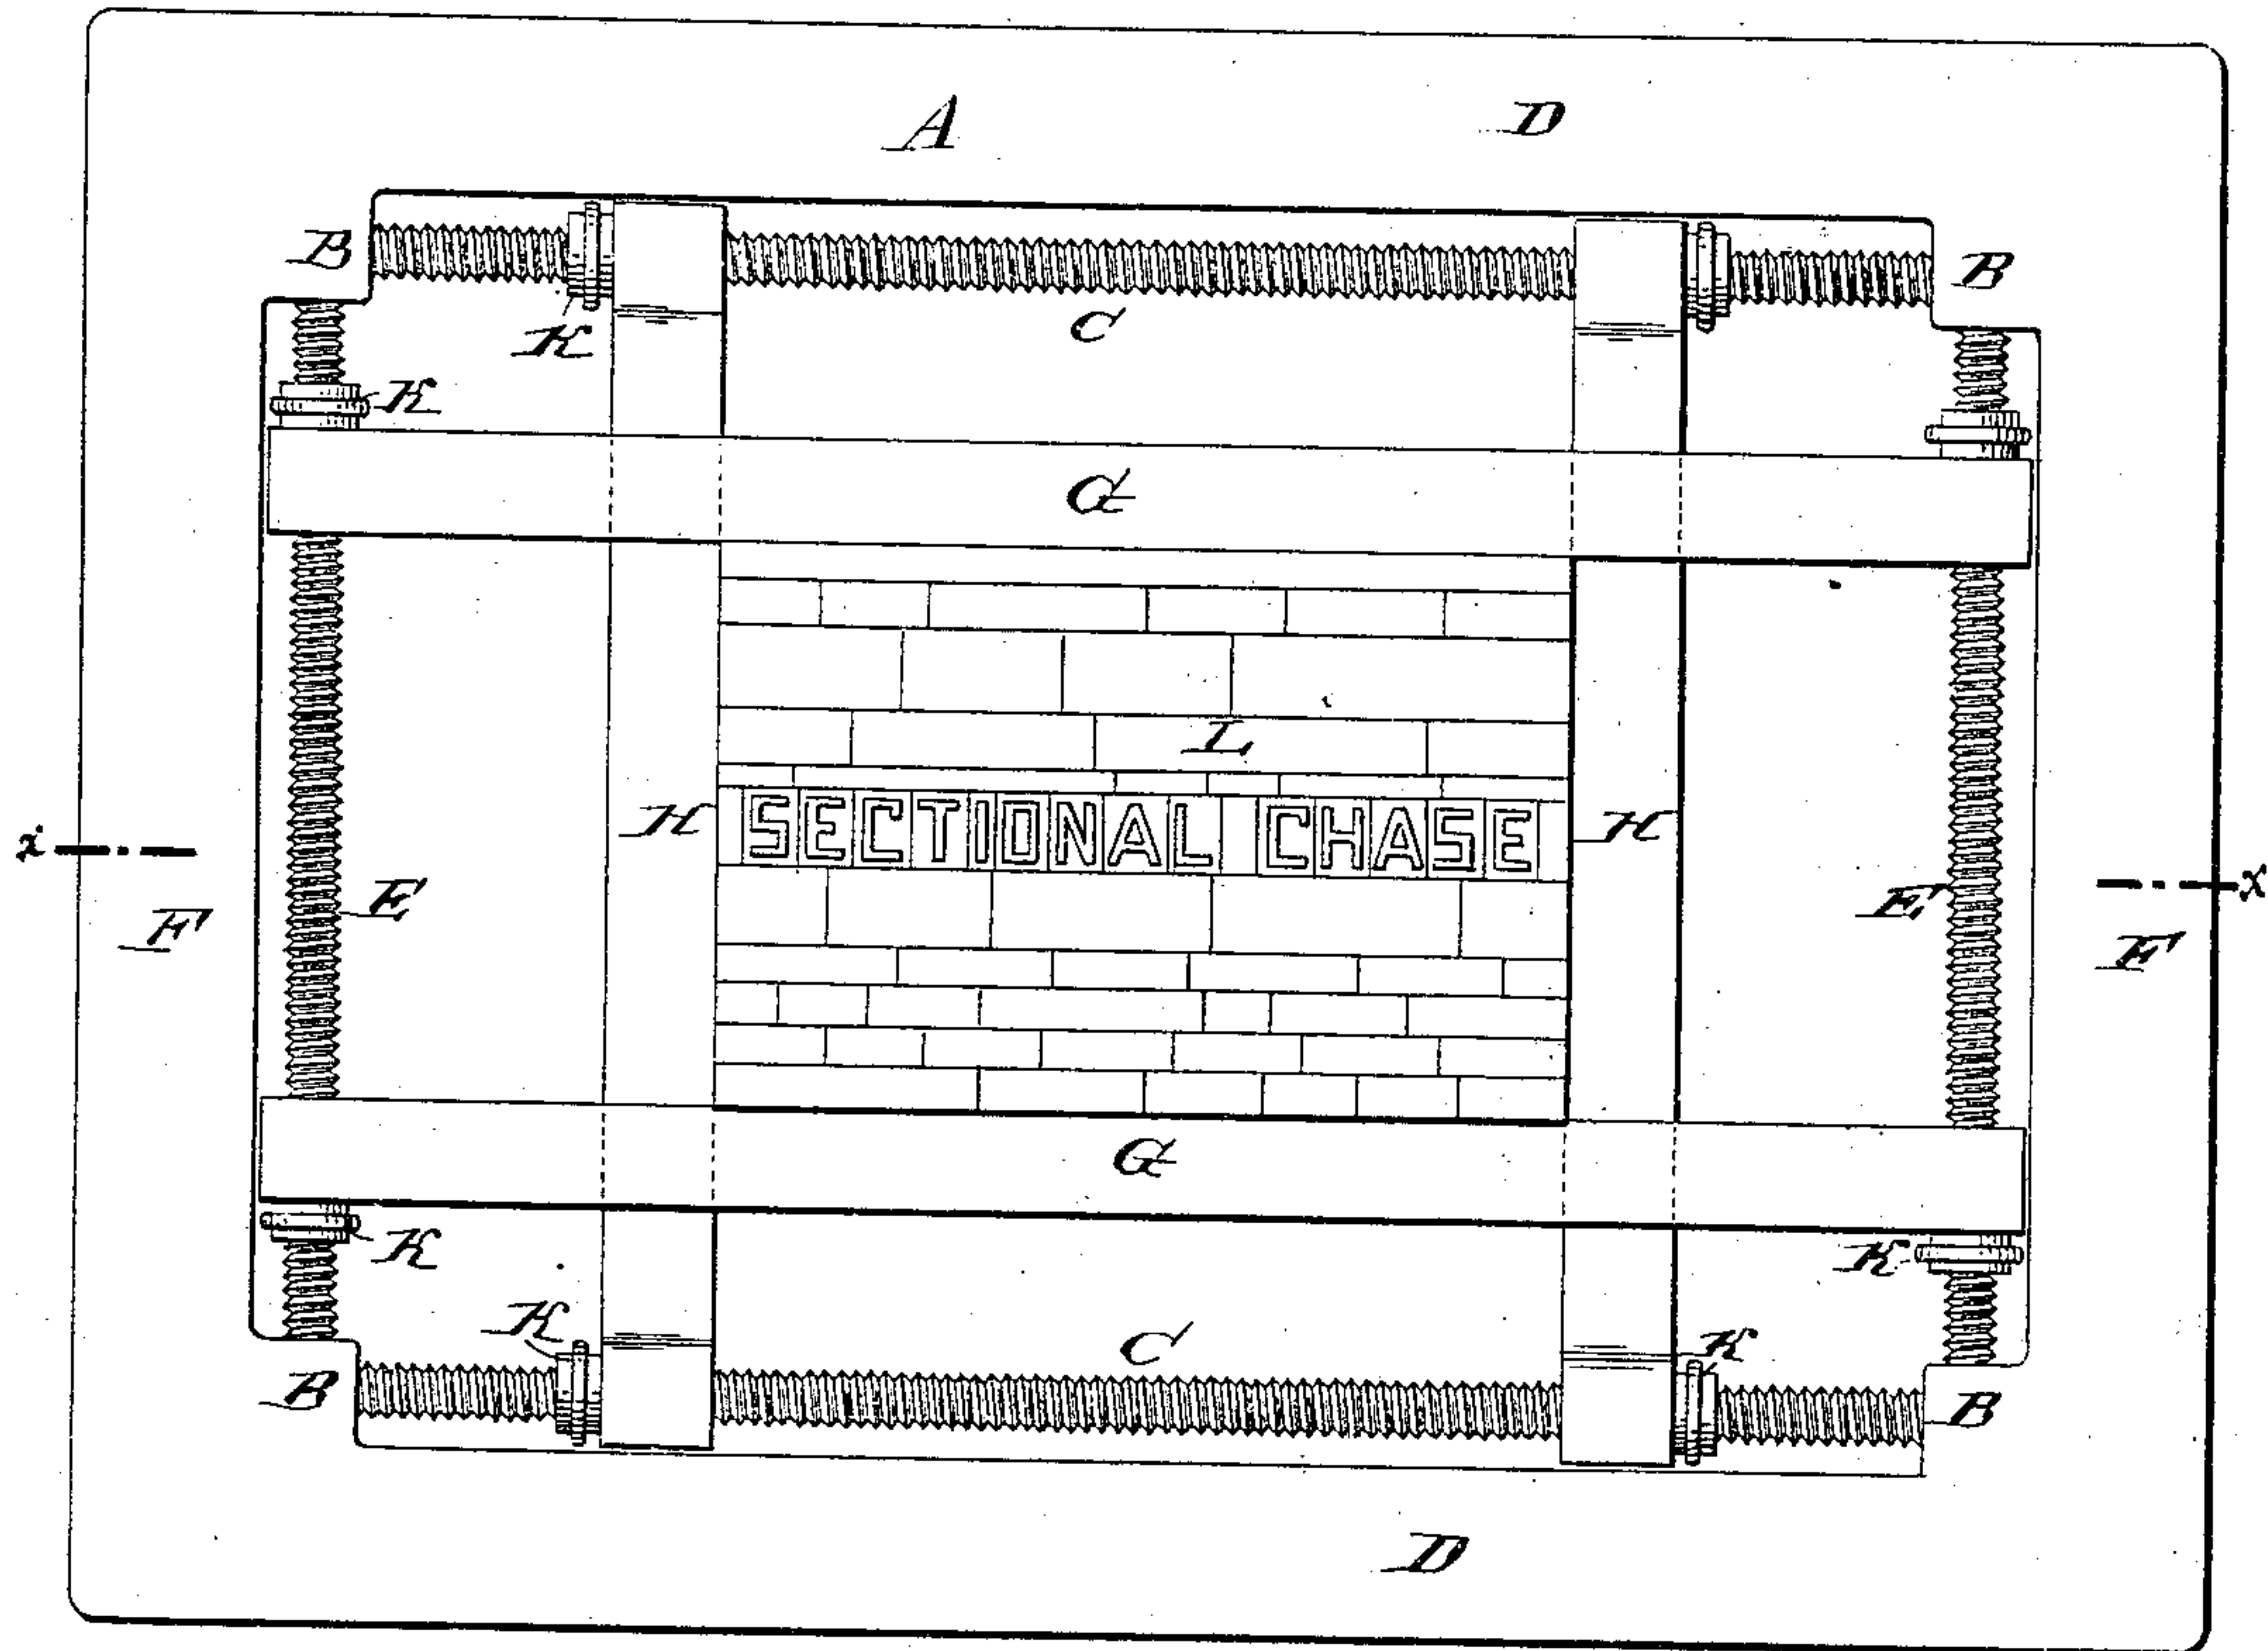 A D
B B
K C
K
G
L
H SECTIONAL CHASE H
x x
E E
F F
G
K K
K C K
B B
D